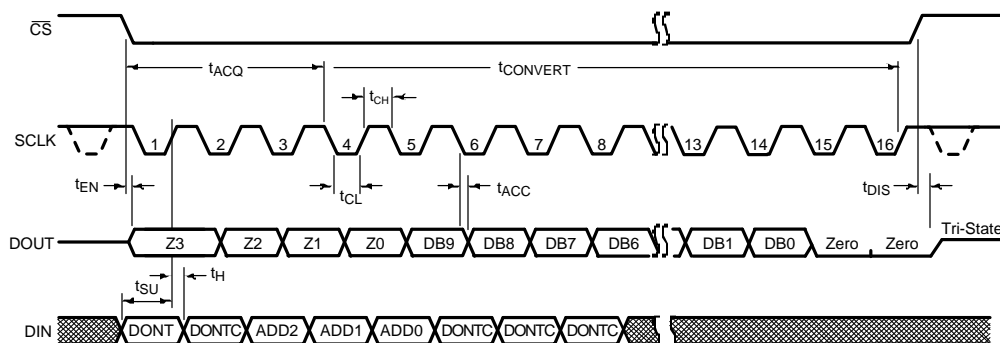 CS
tACQ
tCONVERT
tCH
SCLK
1 2 3 4 5 6 7 8 13 14 15 16
tEN
tCL
tACC
tDIS
DOUT
Z3 Z2 Z1 Z0 DB9 DB8 DB7 DB6 DB1 DB0 Zero Zero
Tri-State
tSU
tH
DIN
DONT DONTC ADD2 ADD1 ADD0 DONTC DONTC DONTC